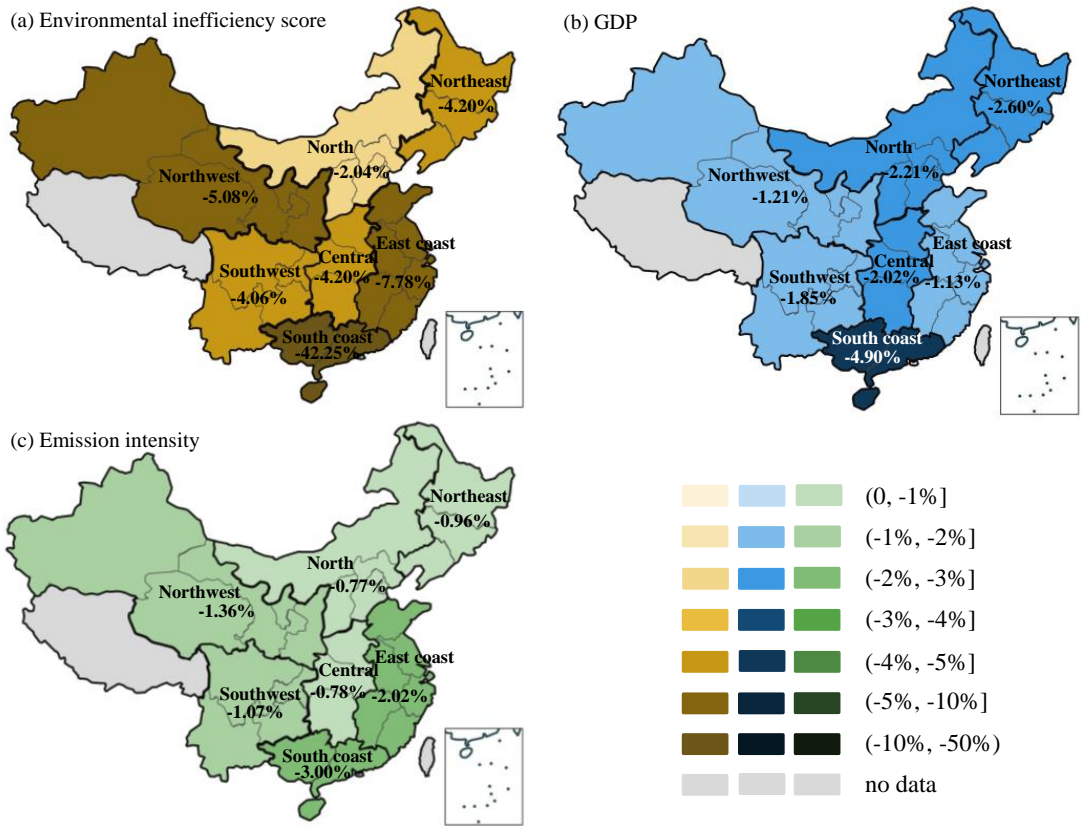 (a) Environmental inefficiency score
Northeast
-4.20%
North
-2.04%
Northwest
-5.08%
East coast
-7.78%
Central
-4.20%
Southwest
-4.06%
South coast
-42.25%
(b) GDP
Northeast
-2.60%
North
-2.21%
Northwest
-1.21%
East coast
-1.13%
Central
-2.02%
Southwest
-1.85%
South coast
-4.90%
(c) Emission intensity
Northeast
-0.96%
North
-0.77%
Northwest
-1.36%
East coast
-2.02%
Central
-0.78%
Southwest
-1.07%
South coast
-3.00%
(0, -1%]
(-1%, -2%]
(-2%, -3%]
(-3%, -4%]
(-4%, -5%]
(-5%, -10%]
(-10%, -50%)
no data